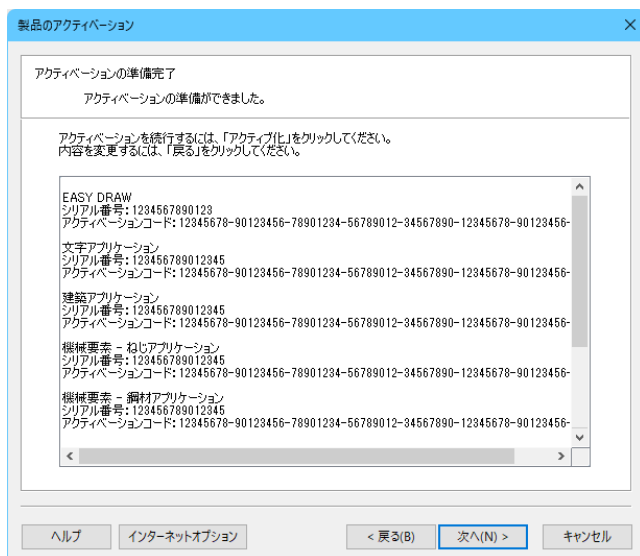 製品のアクティベーション
アクティベーションの準備完了
アクティベーションの準備ができました。
アクティベーションを続行するには、「アクティブ化」をクリックしてください。
内容を変更するには、「戻る」をクリックしてください。
EASY DRAW
シリアル番号: 1234567890123
アクティベーションコード: 12345678-90123456-78901234-56789012-34567890-12345678-90123456-
文字アプリケーション
シリアル番号: 123456789012345
アクティベーションコード: 12345678-90123456-78901234-56789012-34567890-12345678-90123456-
建築アプリケーション
シリアル番号: 123456789012345
アクティベーションコード: 12345678-90123456-78901234-56789012-34567890-12345678-90123456-
機械要素 - ねじアプリケーション
シリアル番号: 123456789012345
アクティベーションコード: 12345678-90123456-78901234-56789012-34567890-12345678-90123456-
機械要素 - 鋼材アプリケーション
シリアル番号: 123456789012345
アクティベーションコード: 12345678-90123456-78901234-56789012-34567890-12345678-90123456-
ヘルプ インターネットオプション < 戻る(B) 次へ(N) > キャンセル